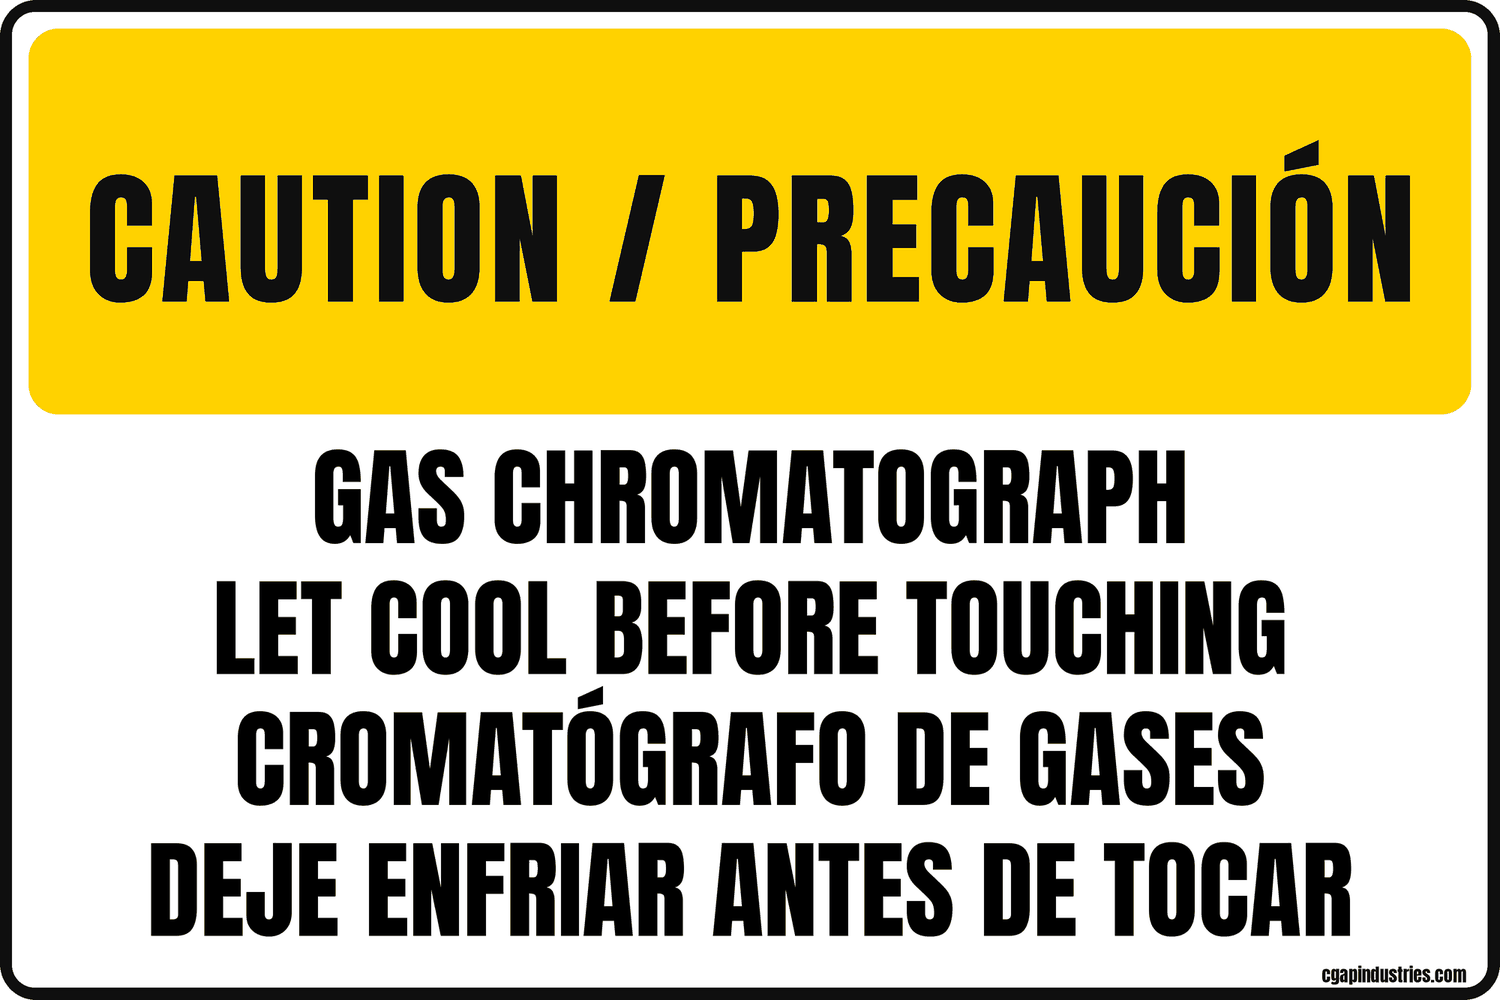 CAUTION / PRECAUCIÓN
GAS CHROMATOGRAPH
LET COOL BEFORE TOUCHING
CROMATÓGRAFO DE GASES
DEJE ENFRIAR ANTES DE TOCAR
cgapindustries.com